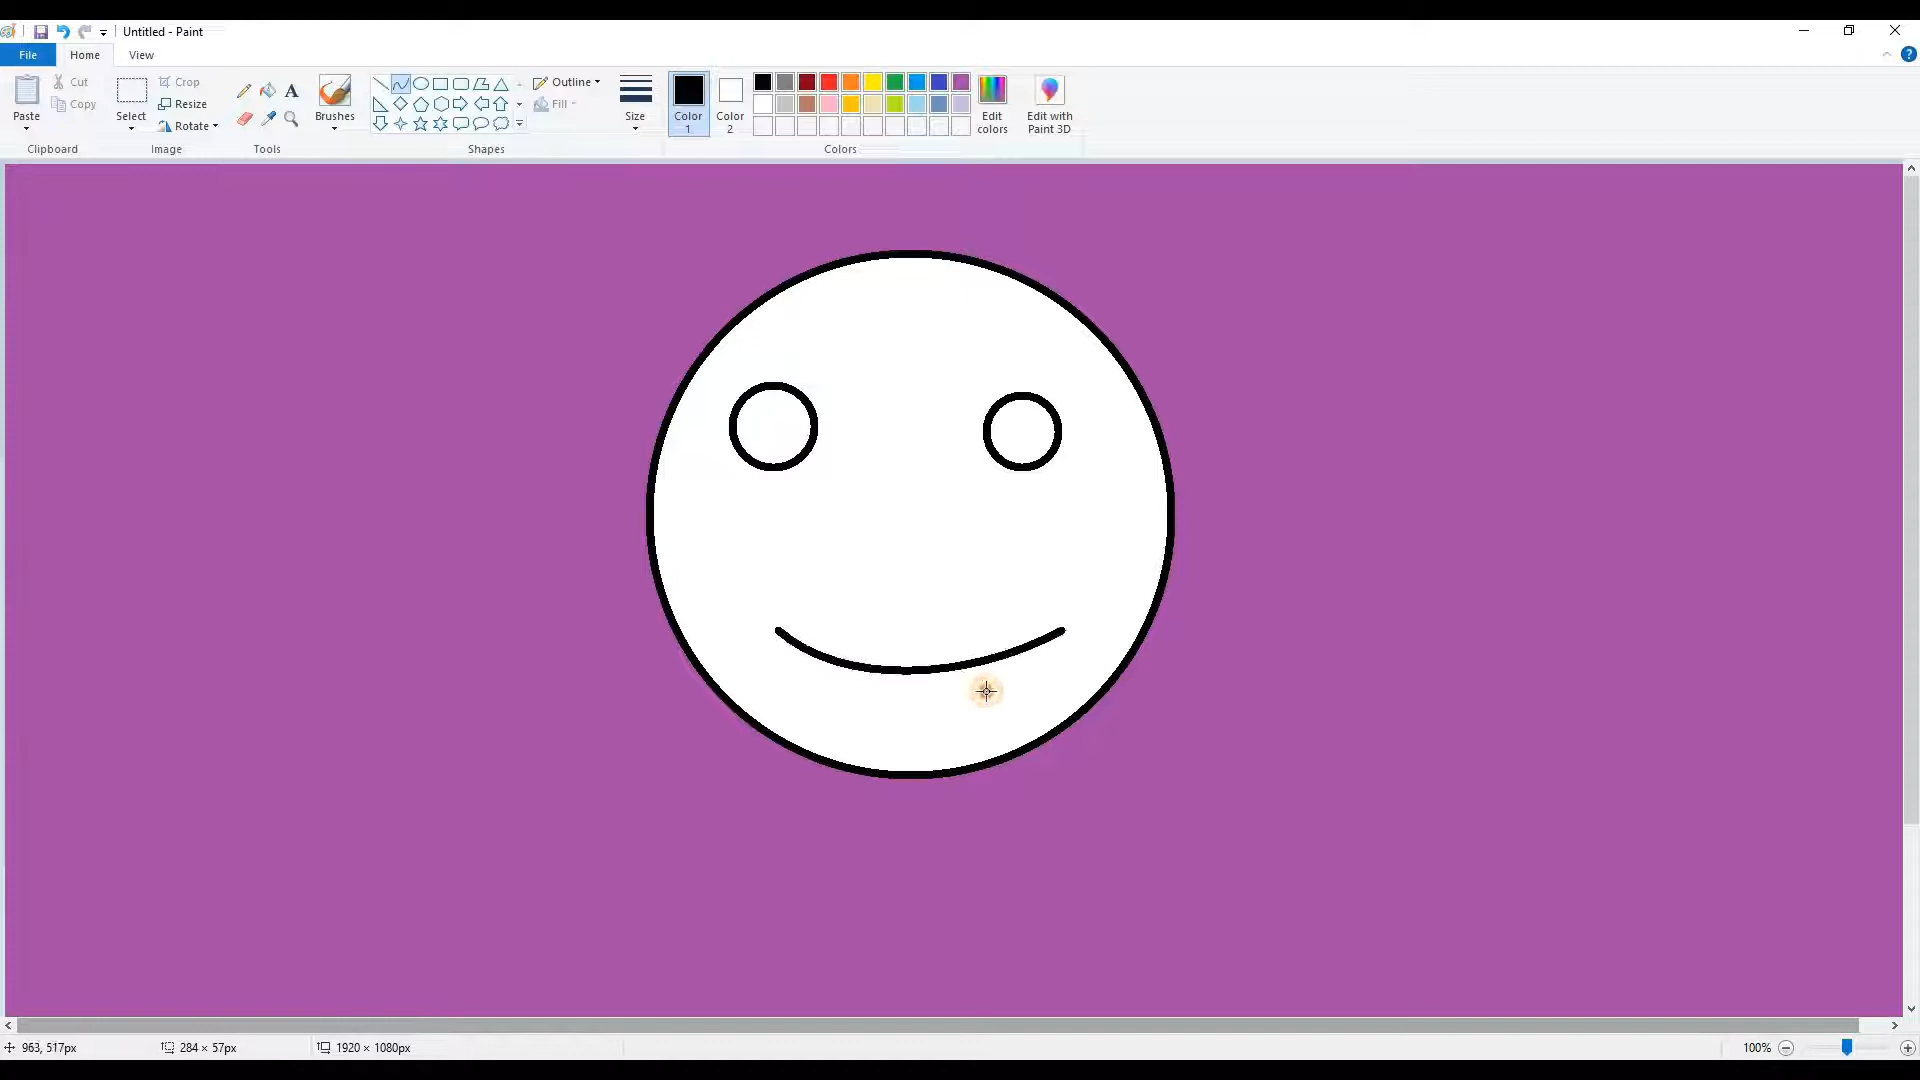 Untitled - Paint
File Home View
Paste
Cut
Copy
Clipboard
Select
Crop
Resize
Rotate
Image
A
Tools
Brushes
Shapes
Outline
Fill
Size
Color 1
Color 2
Colors
Edit colors
Edit with Paint 3D
963, 517px 284 × 57px 1920 × 1080px 100%